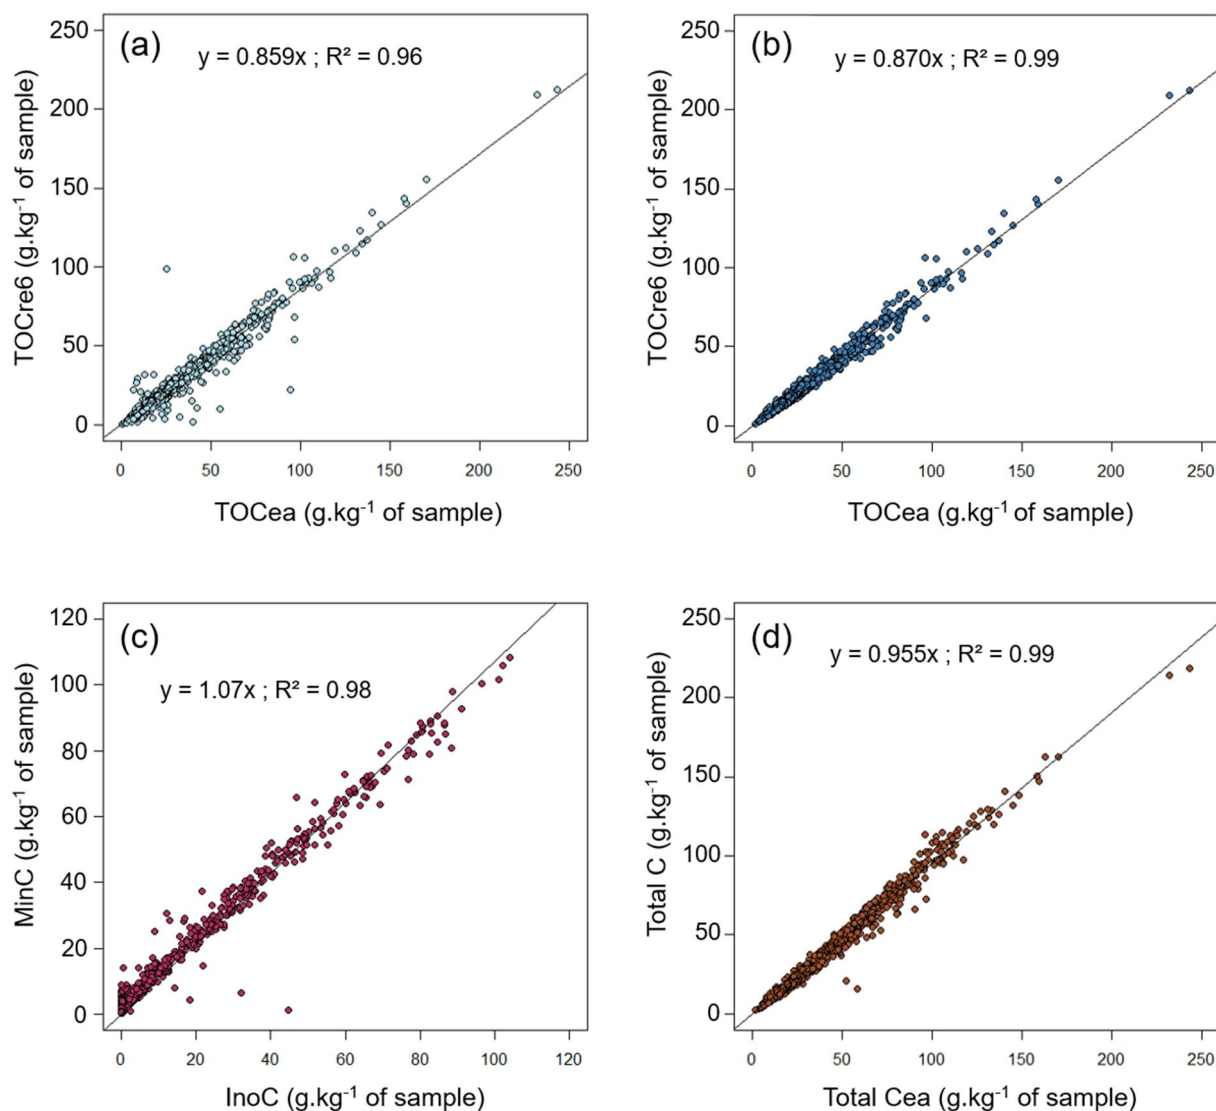 (a)
y = 0.859x ; R² = 0.96
TOCre6 (g.kg⁻¹ of sample)
250
200
150
100
50
0
0 50 100 150 200 250
TOCea (g.kg⁻¹ of sample)
(b)
y = 0.870x ; R² = 0.99
TOCre6 (g.kg⁻¹ of sample)
250
200
150
100
50
0
0 50 100 150 200 250
TOCea (g.kg⁻¹ of sample)
(c)
y = 1.07x ; R² = 0.98
MinC (g.kg⁻¹ of sample)
120
100
80
60
40
20
0
0 20 40 60 80 100 120
InoC (g.kg⁻¹ of sample)
(d)
y = 0.955x ; R² = 0.99
Total C (g.kg⁻¹ of sample)
250
200
150
100
50
0
0 50 100 150 200 250
Total Cea (g.kg⁻¹ of sample)